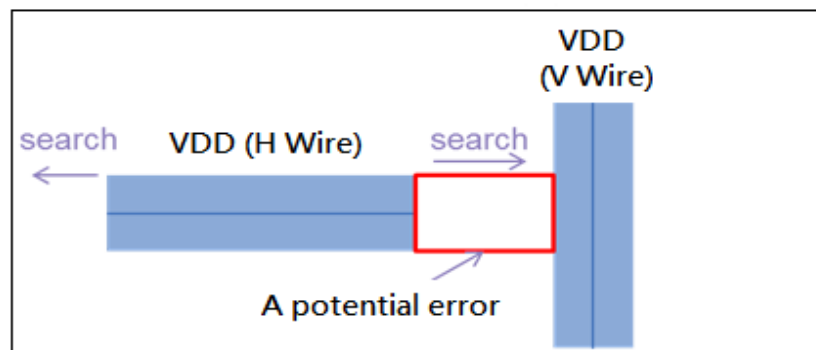 VDD
(V Wire)
search
VDD (H Wire)
search
A potential error